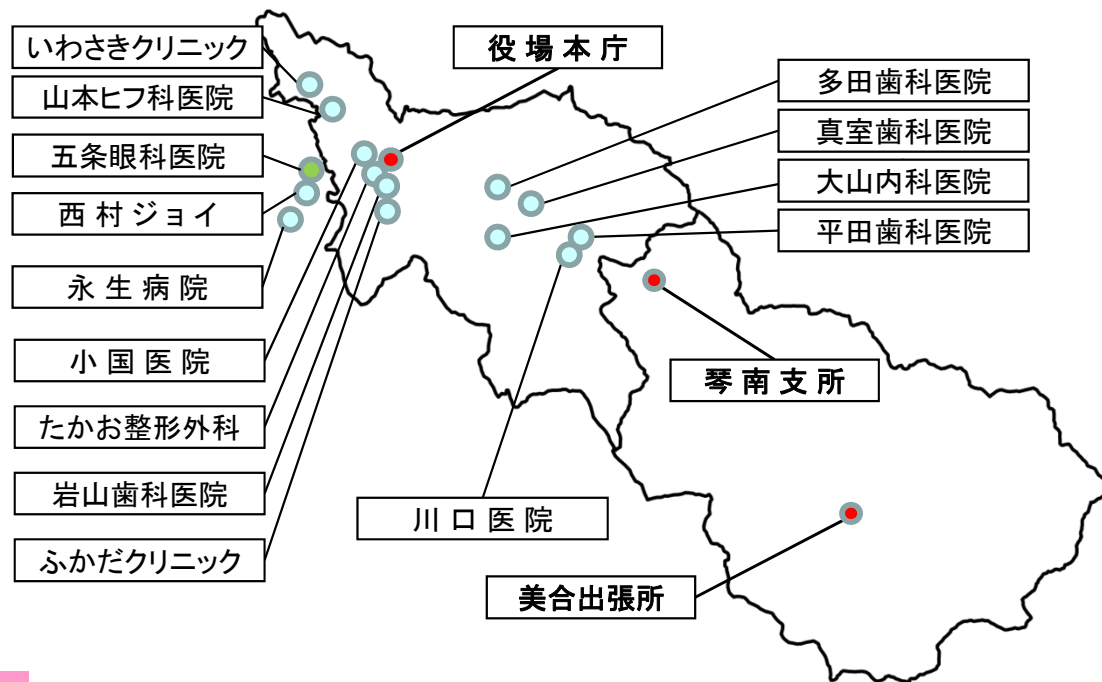 いわさきクリニック
山本ヒフ科医院
五条眼科医院
西村ジョイ
永生病院
小国医院
たかお整形外科
岩山歯科医院
ふかだクリニック
役場本庁
多田歯科医院
真室歯科医院
大山内科医院
平田歯科医院
琴南支所
川口医院
美合出張所